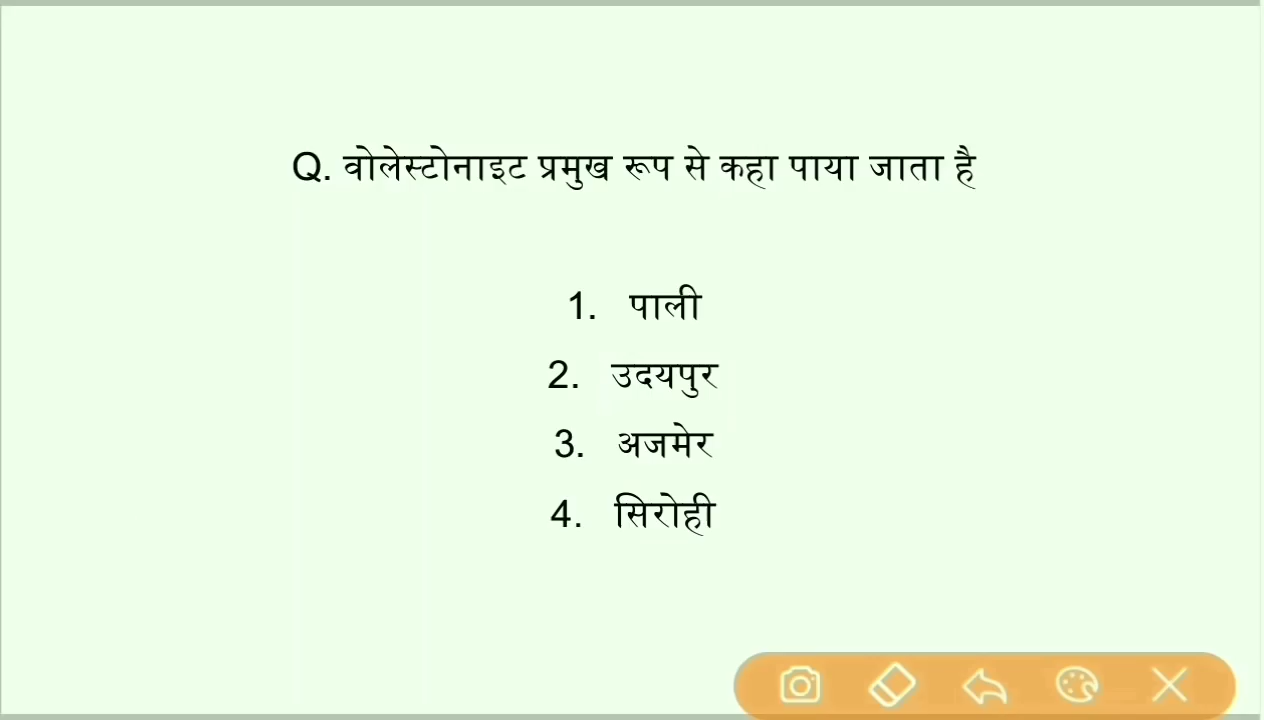 Q. वोलेस्टोनाइट प्रमुख रूप से कहा पाया जाता है
1. पाली
2. उदयपुर
3. अजमेर
4. सिरोही